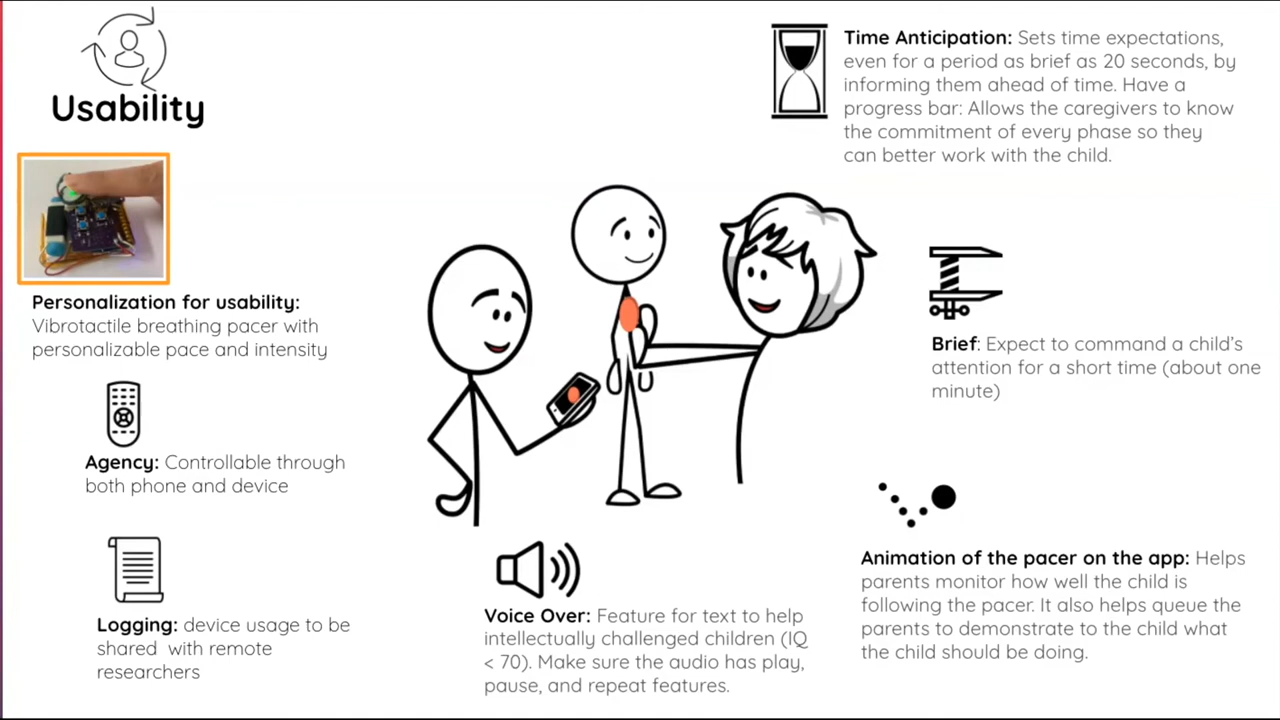 Usability
Personalization for usability:
Vibrotactile breathing pacer with
personalizable pace and intensity
Agency: Controllable through
both phone and device
Logging: device usage to be
shared with remote
researchers
Voice Over: Feature for text to help
intellectually challenged children (IQ
< 70). Make sure the audio has play,
pause, and repeat features.
Time Anticipation: Sets time expectations,
even for a period as brief as 20 seconds, by
informing them ahead of time. Have a
progress bar: Allows the caregivers to know
the commitment of every phase so they
can better work with the child.
Brief: Expect to command a child's
attention for a short time (about one
minute)
Animation of the pacer on the app: Helps
parents monitor how well the child is
following the pacer. It also helps queue the
parents to demonstrate to the child what
the child should be doing.